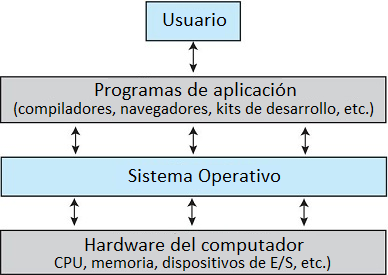 Usuario
Programas de aplicación
(compiladores, navegadores, kits de desarrollo, etc.)
Sistema Operativo
Hardware del computador
CPU, memoria, dispositivos de E/S, etc.)